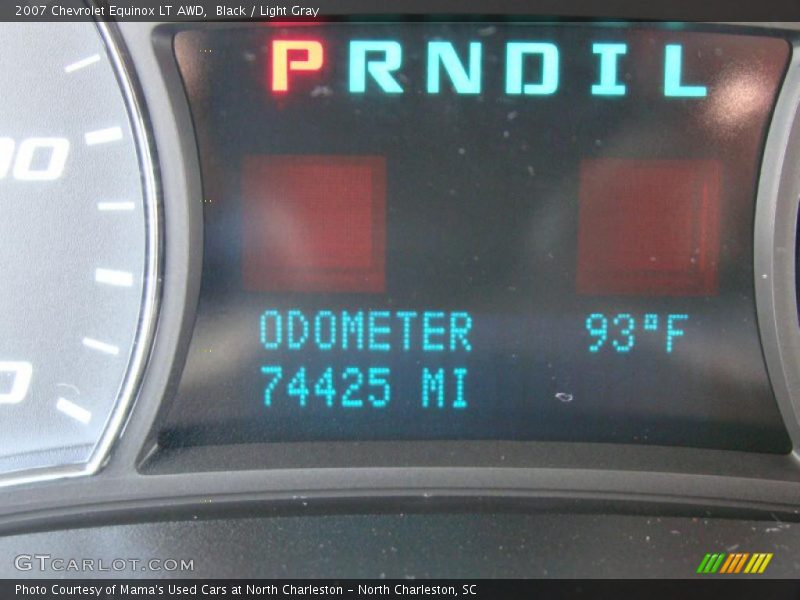 2007 Chevrolet Equinox LT AWD, Black / Light Gray
P R N D I L
ODOMETER 93°F
74425 MI
GTCARLOT.COM
Photo Courtesy of Mama's Used Cars at North Charleston - North Charleston, SC